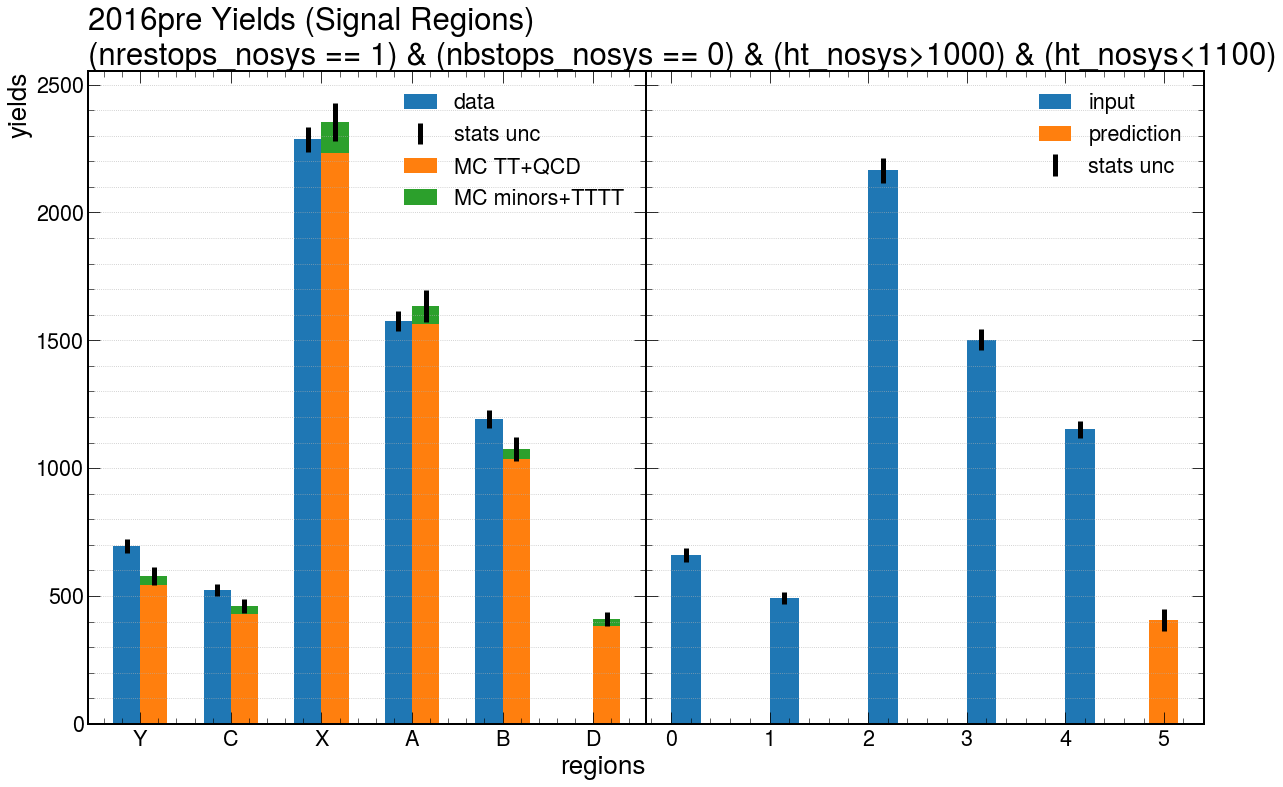 2016pre Yields (Signal Regions)
(nrestops_nosys == 1) & (nbstops_nosys == 0) & (ht_nosys>1000) & (ht_nosys<1100)
yields
2500
2000
1500
1000
500
0
data
stats unc
MC TT+QCD
MC minors+TTTT
input
prediction
stats unc
Y C X A B D
0 1 2 3 4 5
regions